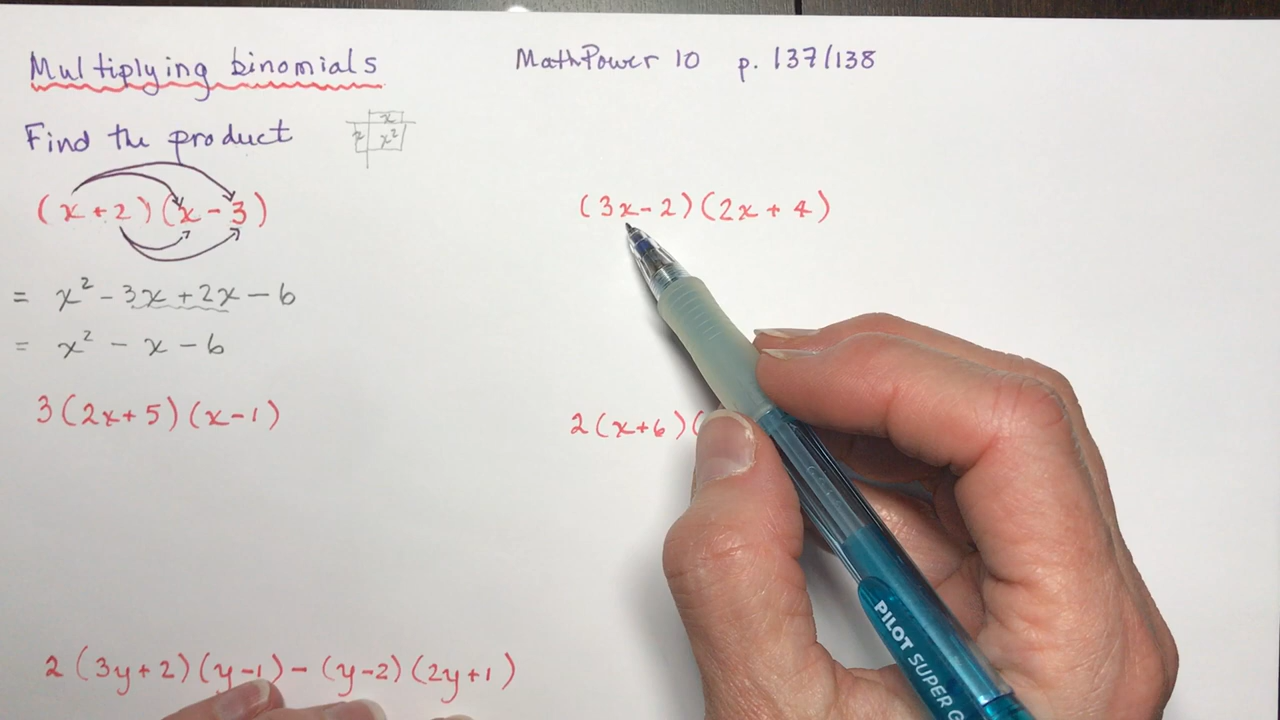 Multiplying binomials
MathPower 10 p. 137/138
Find the product
x
x x²
(x+2)(x-3)
= x² - 3x + 2x - 6
= x² - x - 6
(3x-2)(2x+4)
3(2x+5)(x-1)
2(x+6)(
2(3y+2)(y-1) - (y-2)(2y+1)
PILOT SUPER G